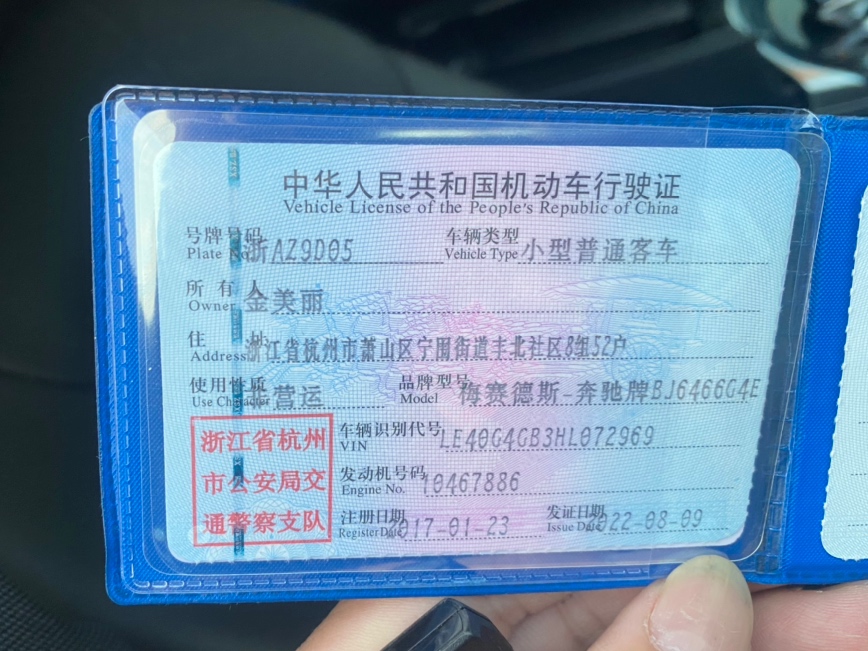 中华人民共和国机动车行驶证
Vehicle License of the People's Republic of China
号牌号码 浙AZ9D05 车辆类型 小型普通客车
Plate No. Vehicle Type
所有人 金美丽
Owner
住址 浙江省杭州市萧山区宁围街道丰北社区8组52户
Address
使用性质 非营运 品牌型号 梅赛德斯-奔驰牌BJ6466G4E
Use Character Model
浙江省杭州
市公安局交
通警察支队
车辆识别代号 LE40G4GB3HL072969
VIN
发动机号码 10467886
Engine No.
注册日期 2017-01-23 发证日期 2022-08-09
Register Date Issue Date